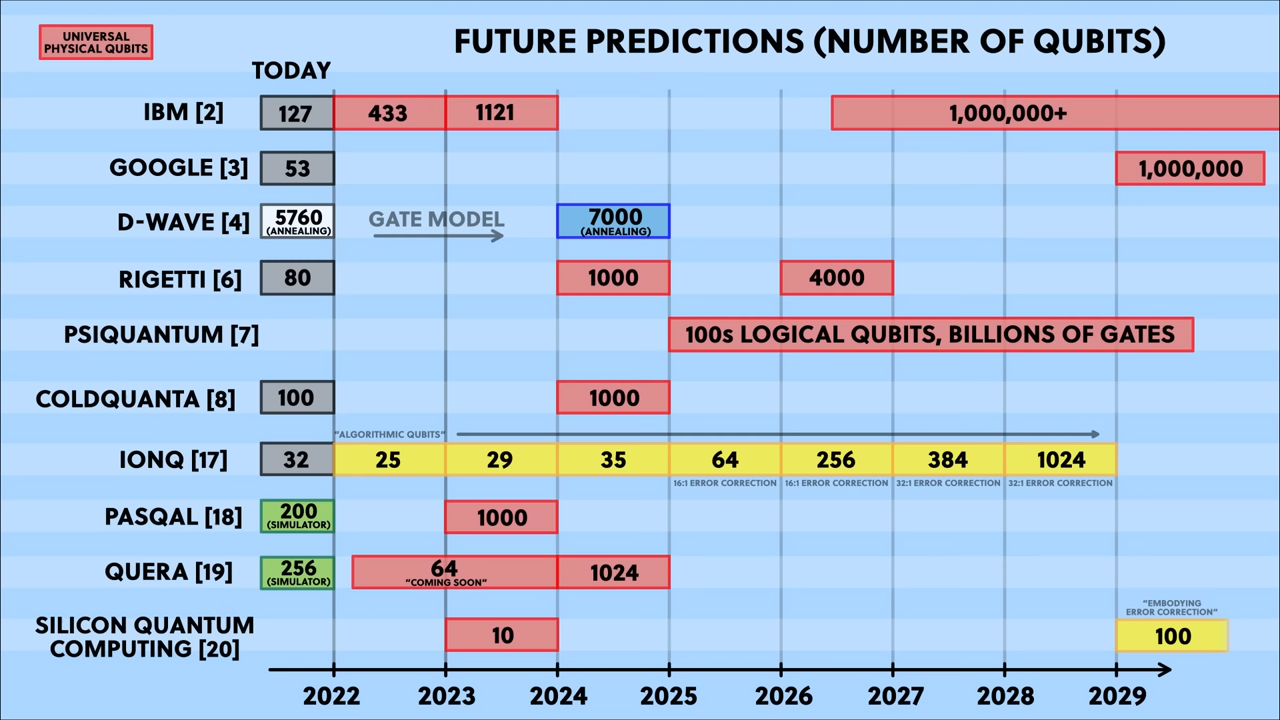 UNIVERSAL
PHYSICAL QUBITS
FUTURE PREDICTIONS (NUMBER OF QUBITS)
TODAY
IBM [2] 127 433 1121 1,000,000+
GOOGLE [3] 53 1,000,000
D-WAVE [4] 5760 (ANNEALING) GATE MODEL 7000 (ANNEALING)
RIGETTI [6] 80 1000 4000
PSIQUANTUM [7] 100s LOGICAL QUBITS, BILLIONS OF GATES
COLDQUANTA [8] 100 1000
"ALGORITHMIC QUBITS"
IONQ [17] 32 25 29 35 64 256 384 1024
16:1 ERROR CORRECTION 16:1 ERROR CORRECTION 32:1 ERROR CORRECTION 32:1 ERROR CORRECTION
PASQAL [18] 200 (SIMULATOR) 1000
QUERA [19] 256 (SIMULATOR) 64 "COMING SOON" 1024
"EMBODYING
ERROR CORRECTION"
SILICON QUANTUM
COMPUTING [20] 10 100
2022 2023 2024 2025 2026 2027 2028 2029